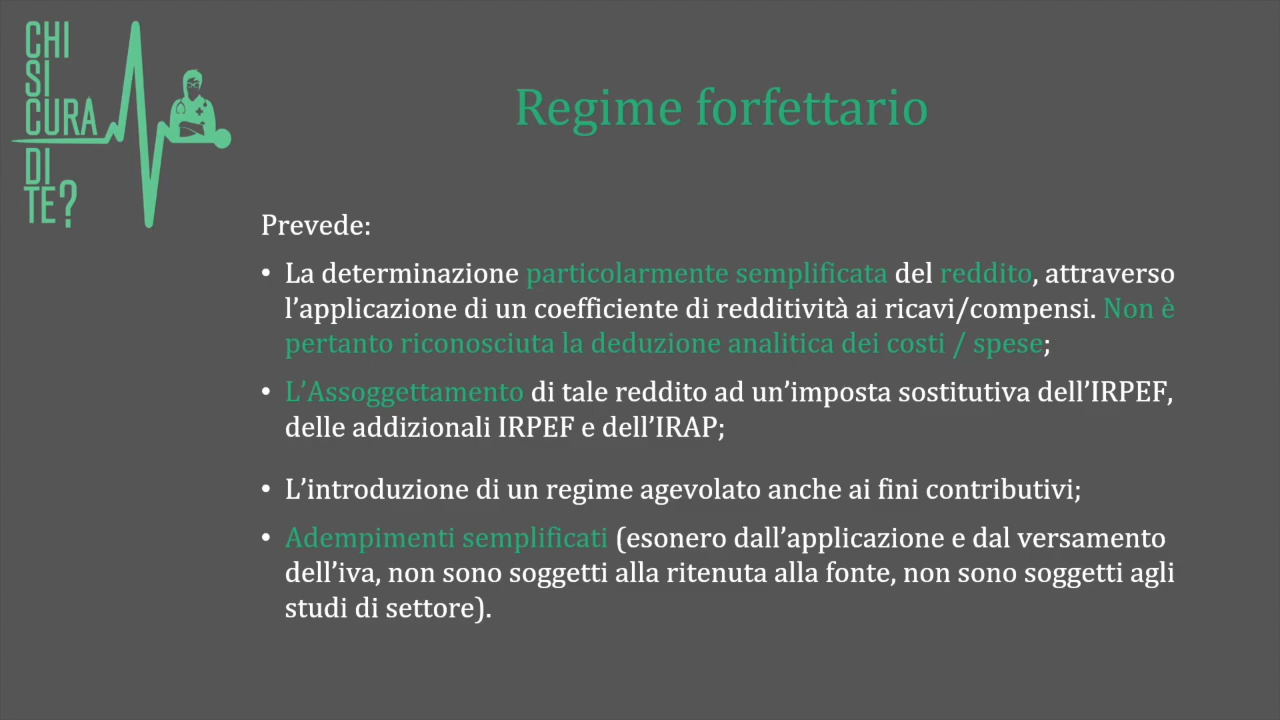 CHI
SI
CURA
DI
TE?
Regime forfettario
Prevede:
• La determinazione particolarmente semplificata del reddito, attraverso
l’applicazione di un coefficiente di redditività ai ricavi/compensi. Non è
pertanto riconosciuta la deduzione analitica dei costi / spese;
• L’Assoggettamento di tale reddito ad un’imposta sostitutiva dell’IRPEF,
delle addizionali IRPEF e dell’IRAP;
• L’introduzione di un regime agevolato anche ai fini contributivi;
• Adempimenti semplificati (esonero dall’applicazione e dal versamento
dell’iva, non sono soggetti alla ritenuta alla fonte, non sono soggetti agli
studi di settore).